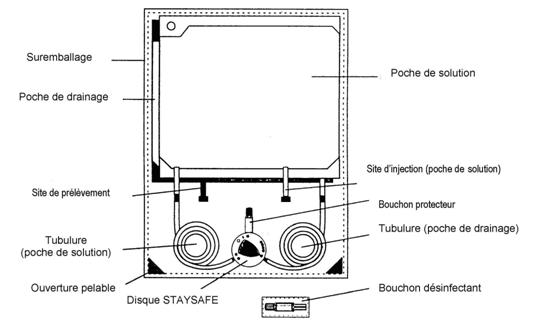 Suremballage
Poche de solution
Poche de drainage
Site d'injection (poche de solution)
Site de prélèvement
Bouchon protecteur
Tubulure
(poche de solution)
Tubulure
(poche de drainage)
Ouverture pelable
Disque STAYSAFE
Bouchon désinfectant